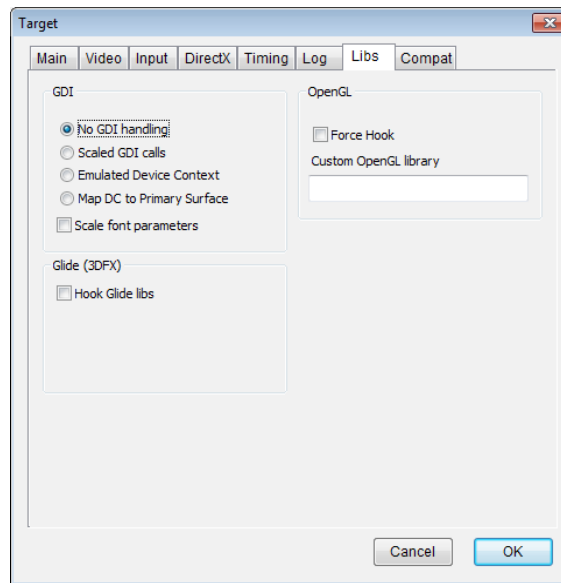 Target
Main Video Input DirectX Timing Log Libs Compat
GDI
No GDI handling
Scaled GDI calls
Emulated Device Context
Map DC to Primary Surface
Scale font parameters
OpenGL
Force Hook
Custom OpenGL library
Glide (3DFX)
Hook Glide libs
Cancel OK